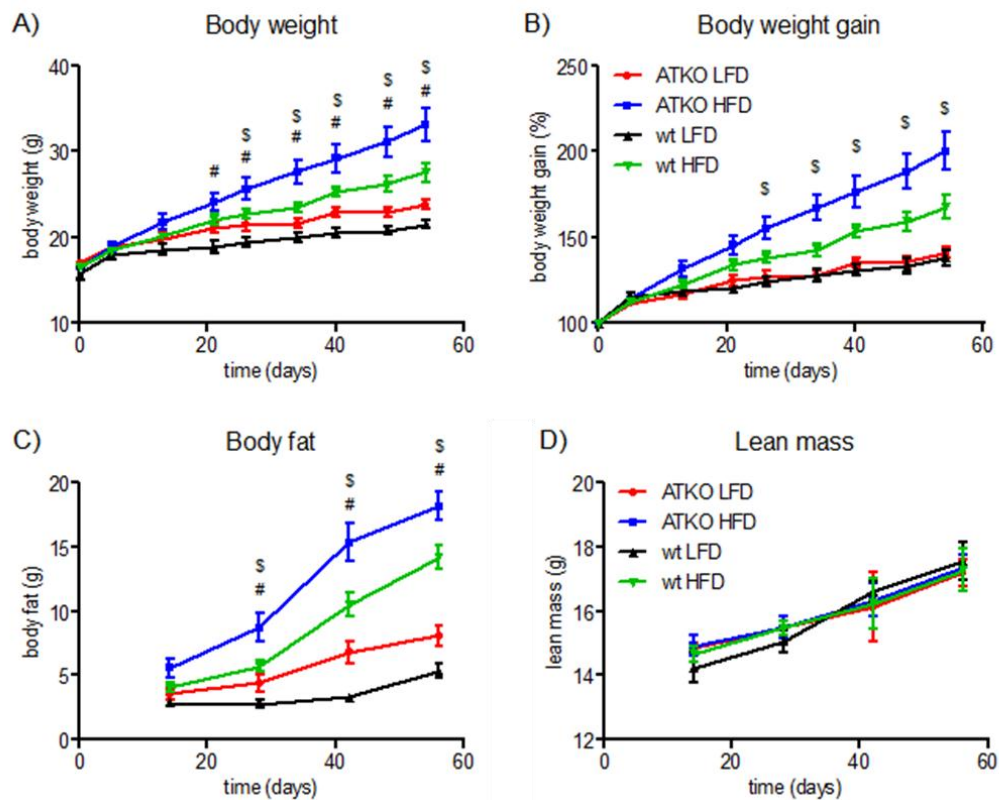 A) Body weight
body weight (g)
40
30
20
10
0 20 40 60
time (days)
#
$
#
$
#
$
#
$
#
$
#
B) Body weight gain
body weight gain (%)
250
200
150
100
0 20 40 60
time (days)
ATKO LFD
ATKO HFD
wt LFD
wt HFD
$ $ $ $ $
C) Body fat
body fat (g)
20
15
10
5
0
0 20 40 60
time (days)
$
#
$
#
$
#
D) Lean mass
lean mass (g)
20
18
16
14
12
0 20 40 60
time (days)
ATKO LFD
ATKO HFD
wt LFD
wt HFD